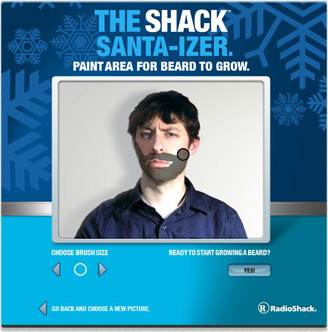 THE SHACK™
SANTA-IZER.
PAINT AREA FOR BEARD TO GROW.
CHOOSE BRUSH SIZE
READY TO START GROWING A BEARD?
YES!
GO BACK AND CHOOSE A NEW PICTURE.
R RadioShack.